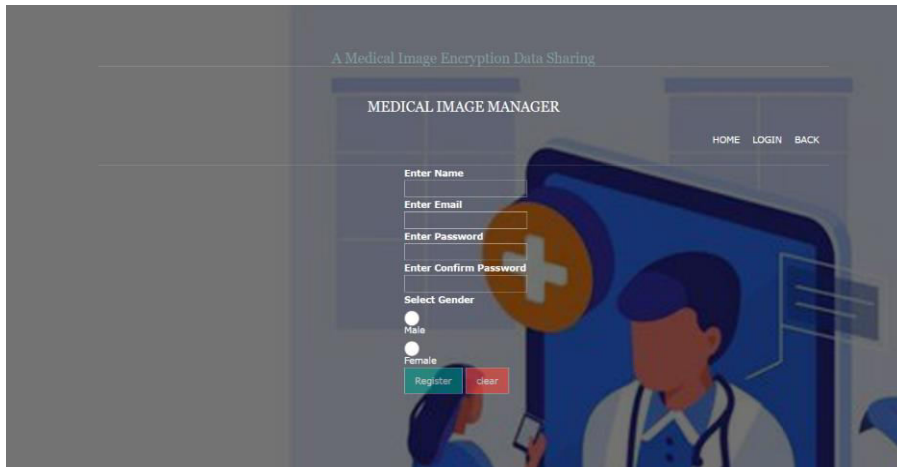 A Medical Image Encryption Data Sharing
MEDICAL IMAGE MANAGER
HOME LOGIN BACK
Enter Name
Enter Email
Enter Password
Enter Confirm Password
Select Gender
Male
Female
Register clear